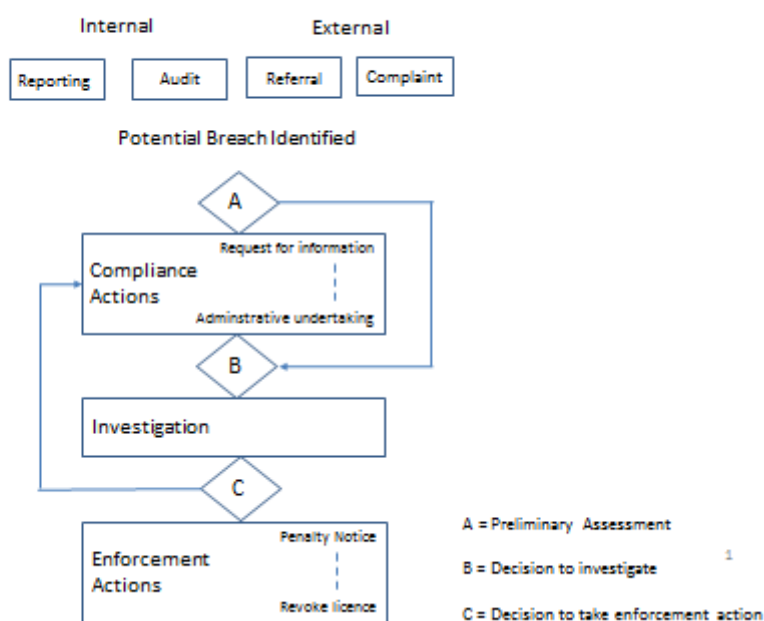 Internal External
Reporting Audit Referral Complaint
Potential Breach Identified
A
Request for information
Compliance
Actions
Adminstrative undertaking
B
Investigation
C
Penalty Notice
Enforcement
Actions
Revoke licence
A = Preliminary Assessment
B = Decision to investigate
1
C = Decision to take enforcement action